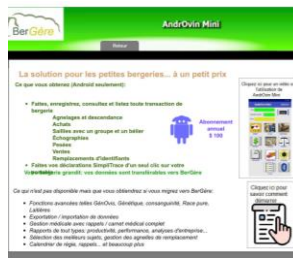 BerGère
AndrOvin Mini
Retour
La solution pour les petites bergeries... à un petit prix
Ce que vous obtenez (Android seulement):
Faites, enregistrez, consultez et listez toute transaction de
bergerie
Agnelages et descendance
Achats
Saillies avec un groupe et un bélier
Échographies
Pesées
Ventes
Remplacements d'identifiants
Faites vos déclarations SimpliTrace d'un seul clic sur votre
Votre bergerie grandit: vos données sont transférables vers BerGère
Abonnement
annuel
$ 100
Cliquez ici pour un vidéo
l'utilisation de
AndrOvin Mini
Cliquez ici pour
savoir comment
démarrer
Ce qui n'est pas disponible mais que vous obtiendrez si vous migrez vers BerGère:
Fonctions avancées telles GénOvis, Génétique, consanguinité, Race pure,
Laitières
Exportation / importation de données
Gestion médicale avec rappels / carnet médical complet
Rapports de tout types: productivité, performance, analyses d'entreprise...
Sélection des meilleurs sujets, gestion des agnelles de remplacement
Calendrier de régie, rappels... et beaucoup plus